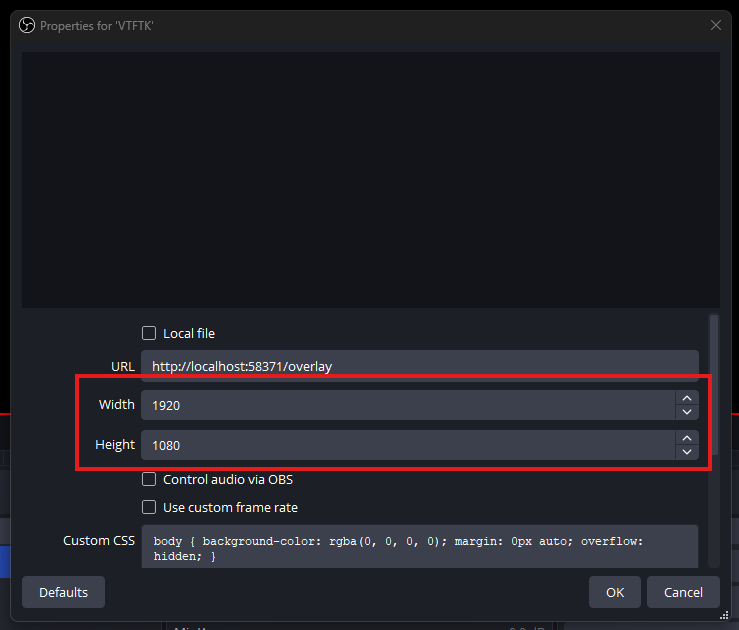 Properties for 'VTFTK'
Local file
URL http://localhost:58371/overlay
Width 1920
Height 1080
Control audio via OBS
Use custom frame rate
Custom CSS body { background-color: rgba(0, 0, 0, 0); margin: 0px auto; overflow:
hidden; }
Defaults OK Cancel